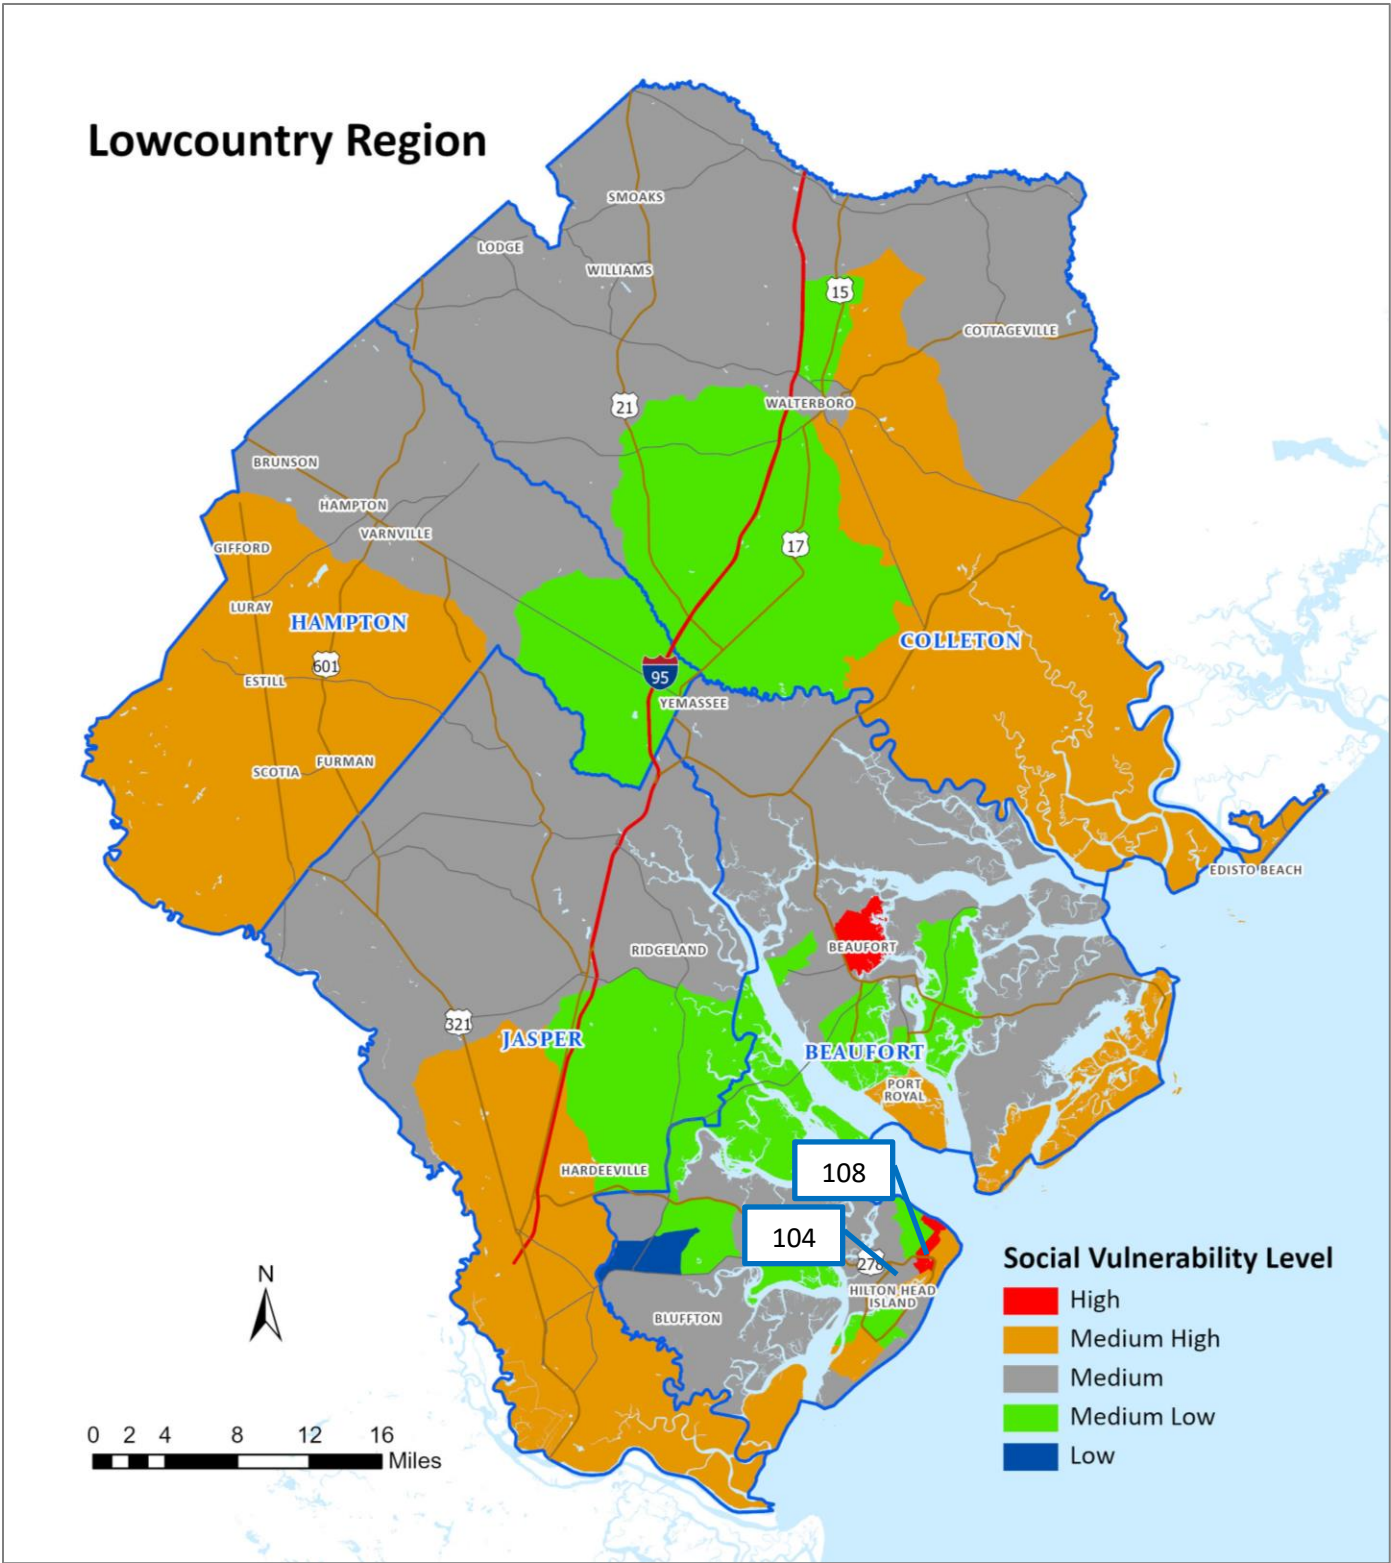 Lowcountry Region
SMOAKS
LODGE
WILLIAMS
15
COTTAGEVILLE
21
WALTERBORO
BRUNSON
HAMPTON
VARNVILLE
GIFFORD
17
LURAY
HAMPTON
COLLETON
601
95
ESTILL
YEMASSEE
FURMAN
SCOTIA
EDISTO BEACH
BEAUFORT
RIDGELAND
321
JASPER
BEAUFORT
PORT
ROYAL
HARDEEVILLE
108
104
278
HILTON HEAD
ISLAND
BLUFFTON
N
0 2 4 8 12 16
Miles
Social Vulnerability Level
High
Medium High
Medium
Medium Low
Low